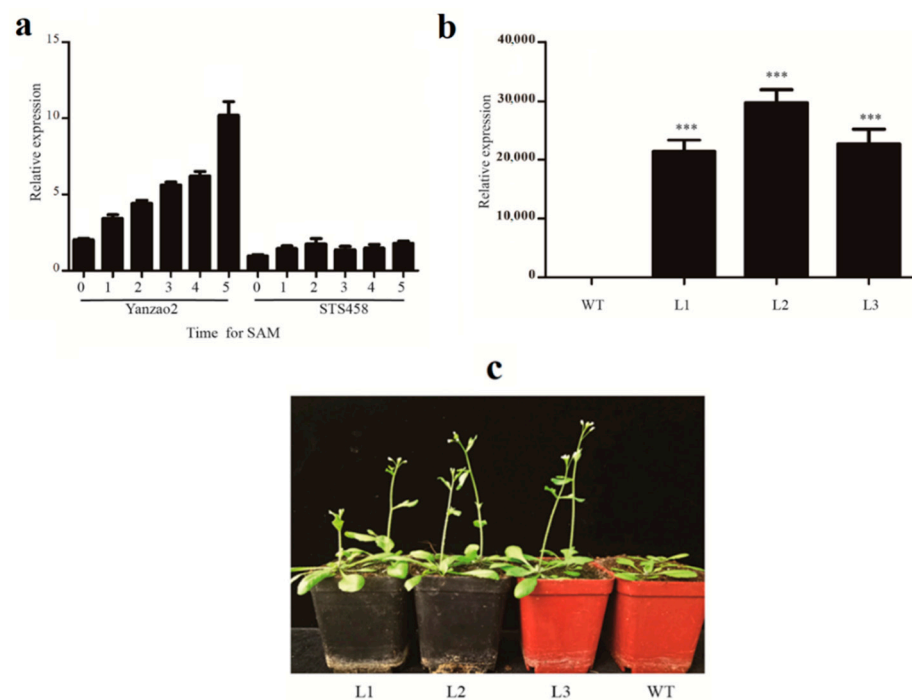 a
Relative expression
15
10
5
0
0 1 2 3 4 5 0 1 2 3 4 5
Yanzao2 STS458
Time for SAM
b
Relative expression
40,000
30,000
20,000
10,000
0
***
***
***
WT L1 L2 L3
c
L1 L2 L3 WT